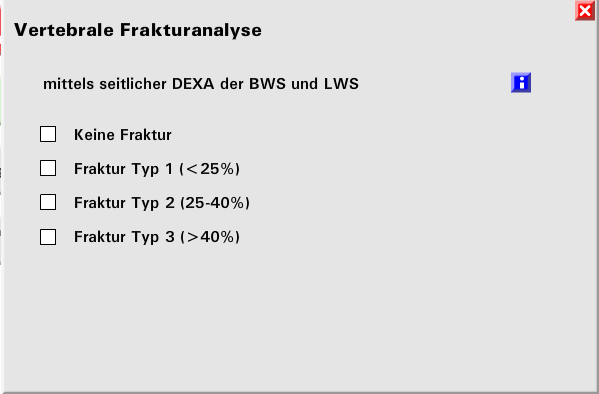 Vertebrale Frakturanalyse
mittels seitlicher DEXA der BWS und LWS
Keine Fraktur
Fraktur Typ 1 (<25%)
Fraktur Typ 2 (25-40%)
Fraktur Typ 3 (>40%)